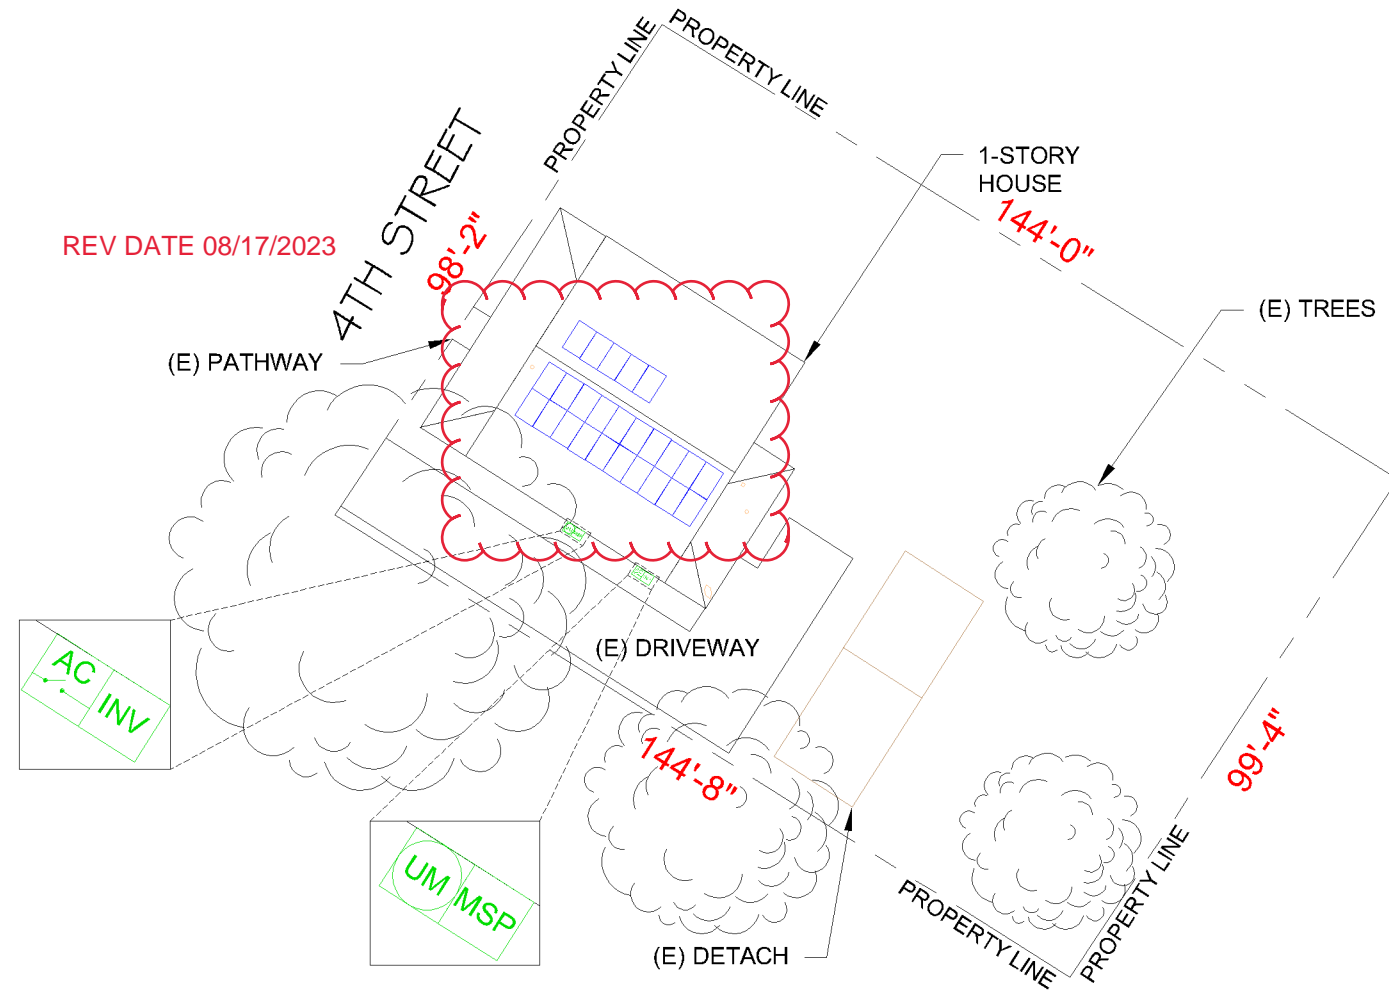 PROPERTY LINE
PROPERTY LINE
4TH STREET
1-STORY
HOUSE
144'-0"
REV DATE 08/17/2023
98'-2"
(E) TREES
(E) PATHWAY
(E) DRIVEWAY
AC
INV
144'-8"
99'-4"
UM
MSP
PROPERTY LINE
PROPERTY LINE
(E) DETACH